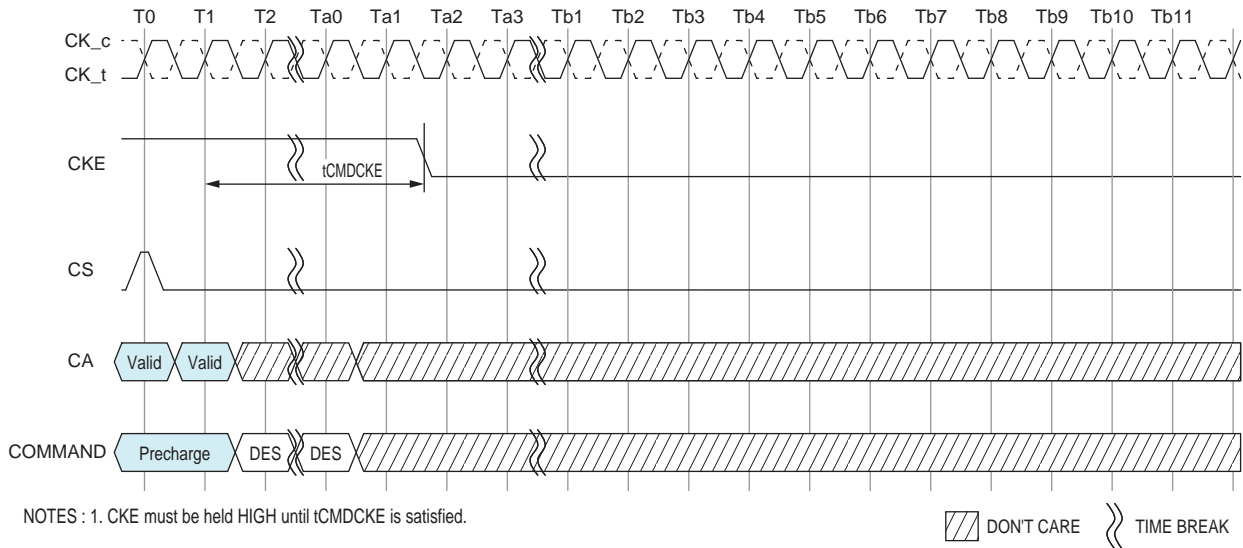 T0 T1 T2 Ta0 Ta1 Ta2 Ta3 Tb1 Tb2 Tb3 Tb4 Tb5 Tb6 Tb7 Tb8 Tb9 Tb10 Tb11
CK_c
CK_t
CKE
tCMDCKE
CS
CA Valid Valid
COMMAND Precharge DES DES
NOTES : 1. CKE must be held HIGH until tCMDCKE is satisfied.
DON'T CARE TIME BREAK